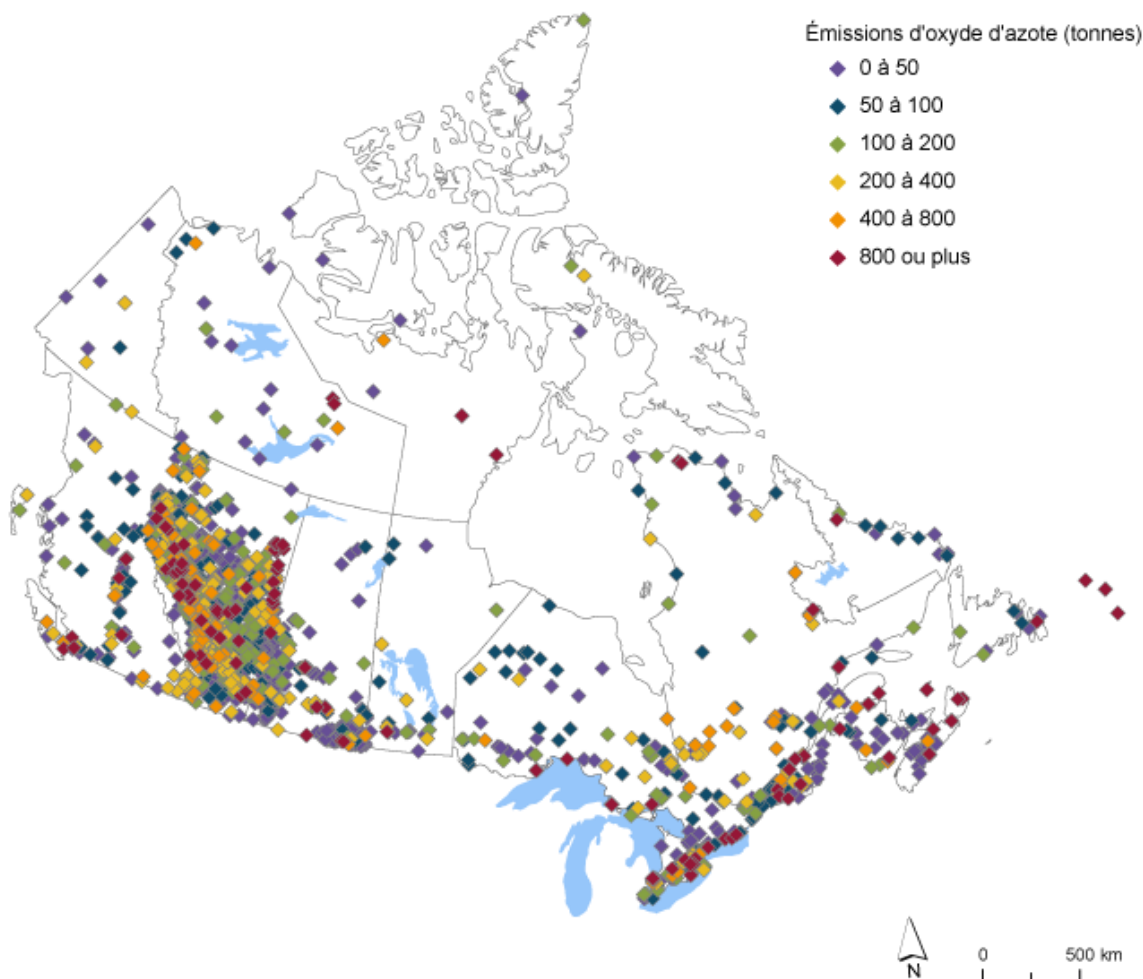 Émissions d'oxyde d'azote (tonnes)
0 à 50
50 à 100
100 à 200
200 à 400
400 à 800
800 ou plus
N
0 500 km